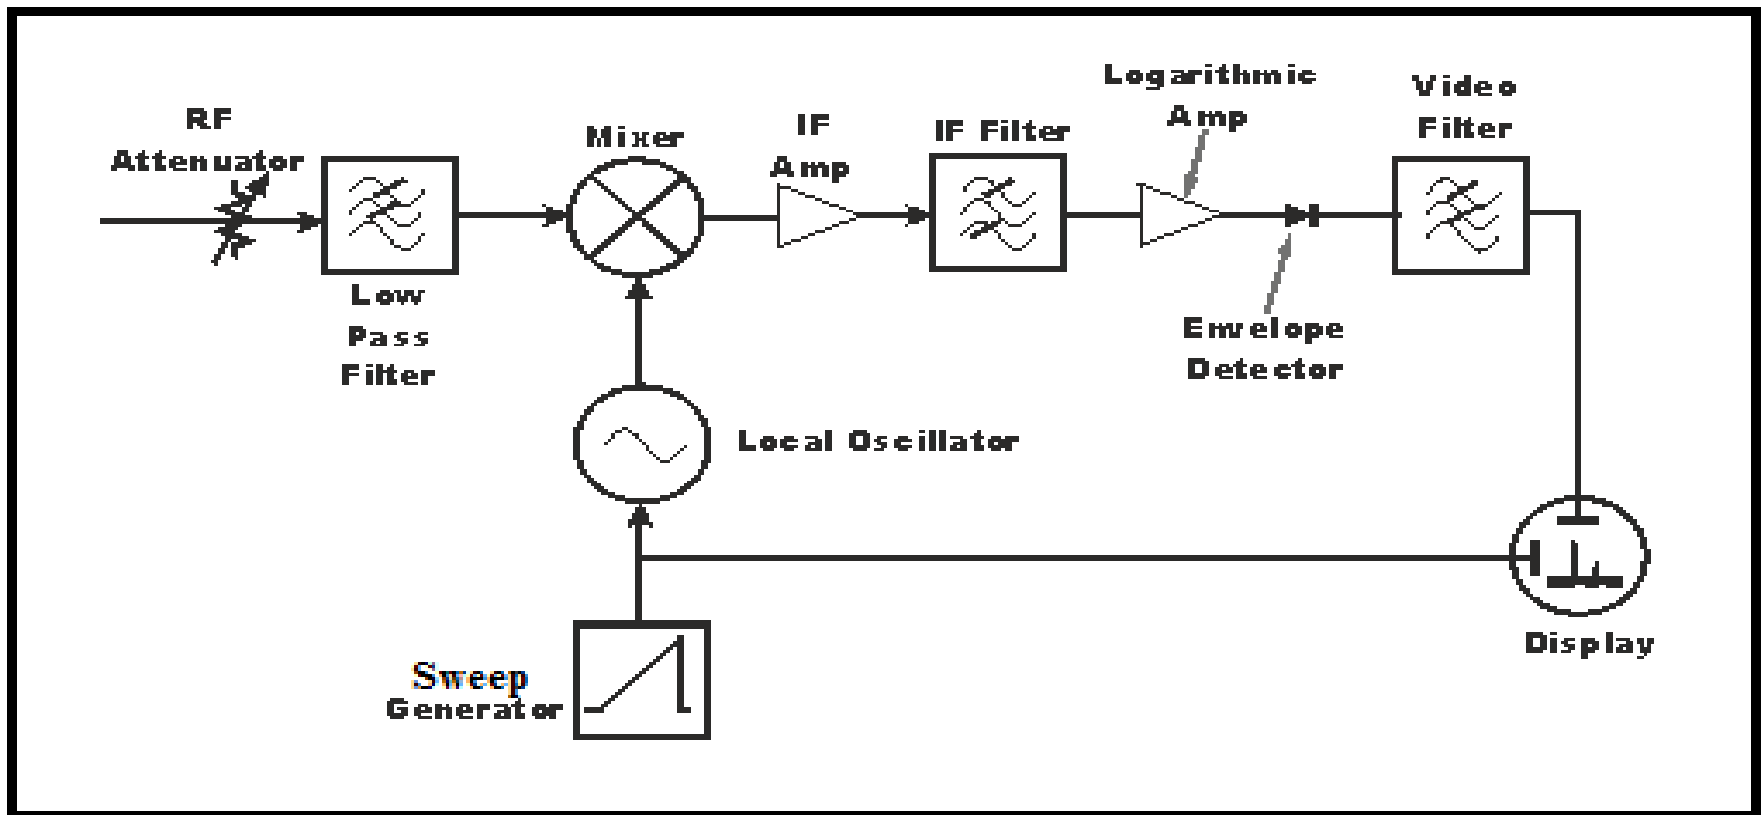 RF
Attenuator
Low
Pass
Filter
Mixer
IF
Amp
IF Filter
Logarithmic
Amp
Envelope
Detector
Video
Filter
Local Oscillator
Sweep
Generator
Display